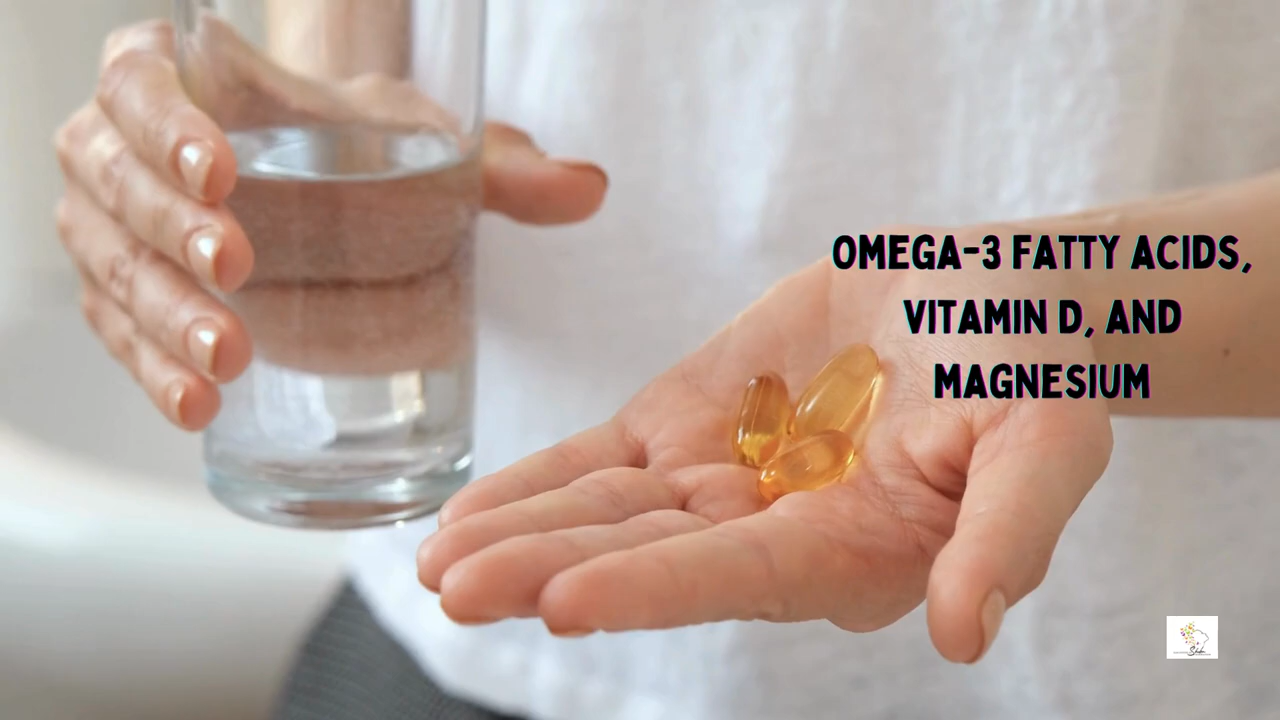 OMEGA-3 FATTY ACIDS,
VITAMIN D, AND
MAGNESIUM